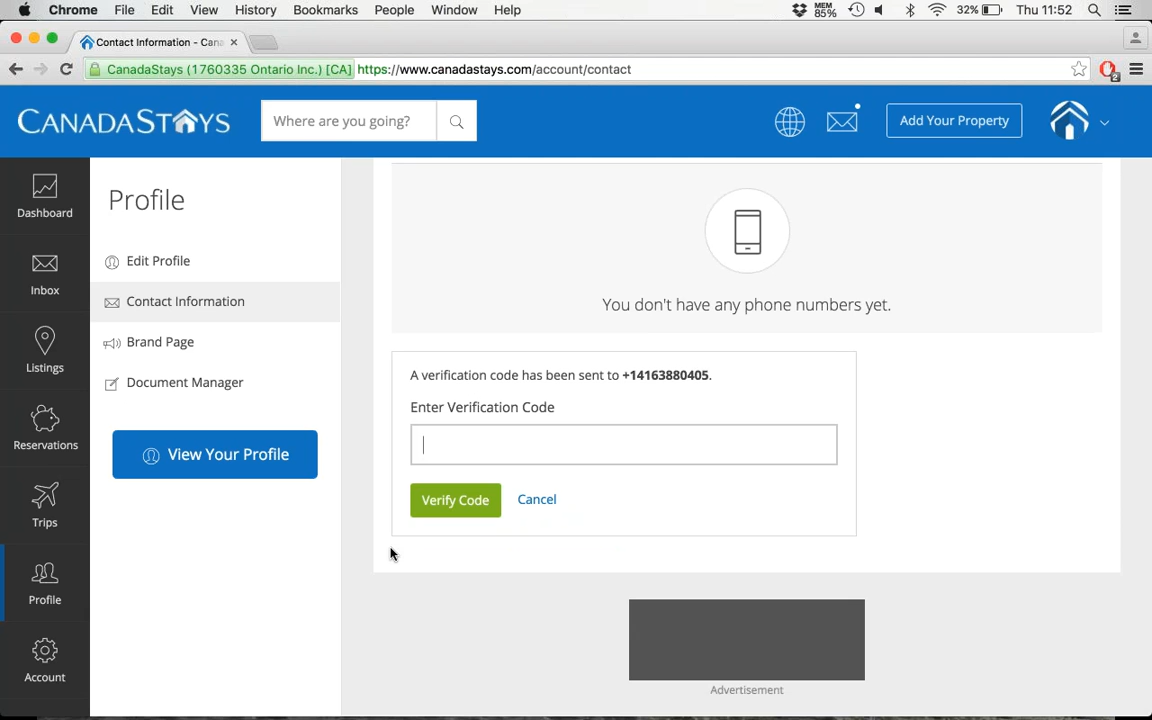 Chrome File Edit View History Bookmarks People Window Help MEM 85% 32% Thu 11:52
Contact Information - Cana
CanadaStays (1760335 Ontario Inc.) [CA] https://www.canadastays.com/account/contact 2
CANADASTAYS Where are you going? Add Your Property
Dashboard
Inbox
Listings
Reservations
Trips
Profile
Account
Profile
Edit Profile
Contact Information
Brand Page
Document Manager
View Your Profile
You don't have any phone numbers yet.
A verification code has been sent to +14163880405.
Enter Verification Code
Verify Code Cancel
Advertisement